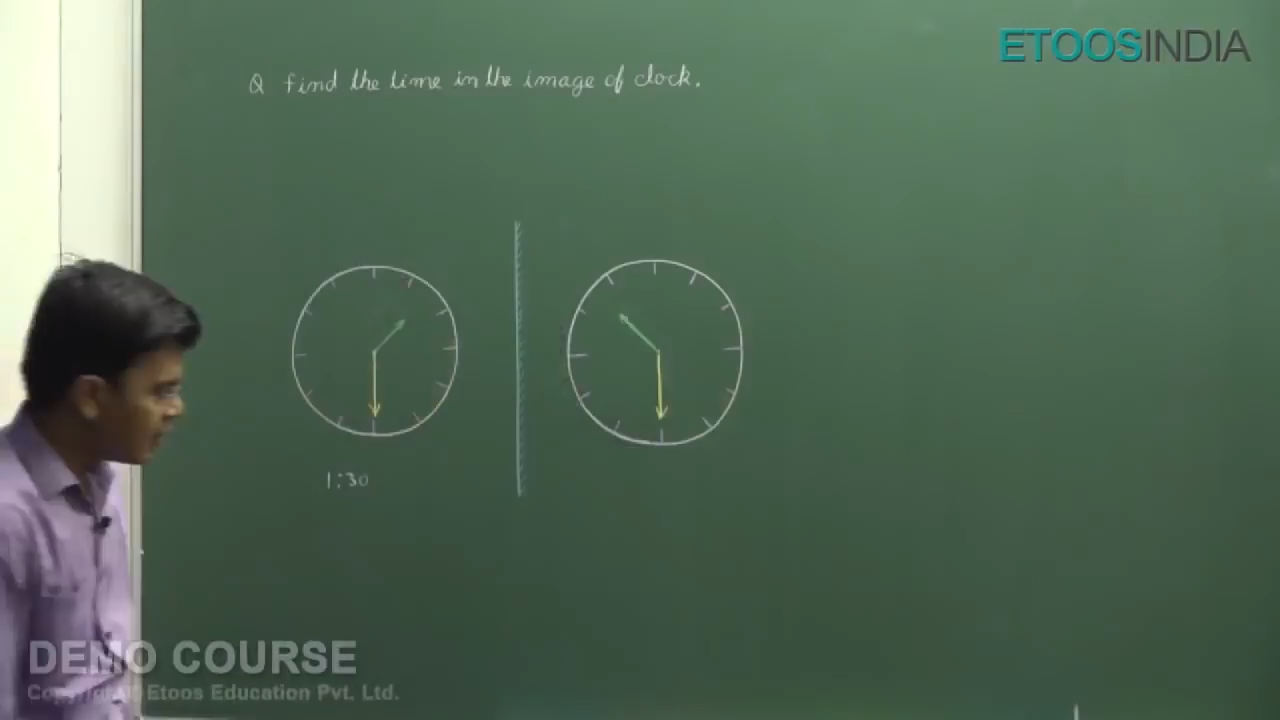 ETOOSINDIA
Q find the time in the image of clock.
1:30
DEMO COURSE
Copyright Etoos Education Pvt. Ltd.